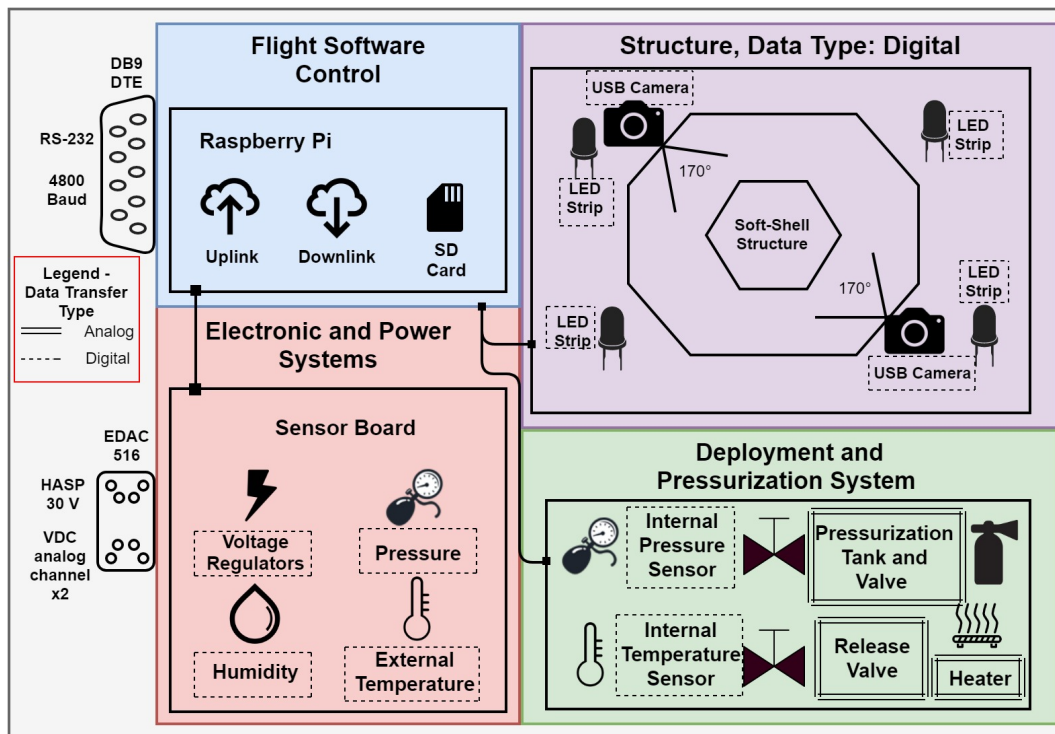 DB9
DTE
RS-232
4800
Baud
Legend -
Data Transfer
Type
Analog
Digital
EDAC
516
HASP
30 V
VDC
analog
channel
x2
Flight Software
Control
Raspberry Pi
Uplink
Downlink
SD
Card
Electronic and Power
Systems
Sensor Board
Voltage
Regulators
Pressure
Humidity
External
Temperature
Structure, Data Type: Digital
USB Camera
LED
Strip
170°
LED
Strip
Soft-Shell
Structure
LED
Strip
170°
LED
Strip
USB Camera
Deployment and
Pressurization System
Internal
Pressure
Sensor
Pressurization
Tank and
Valve
Internal
Temperature
Sensor
Release
Valve
Heater